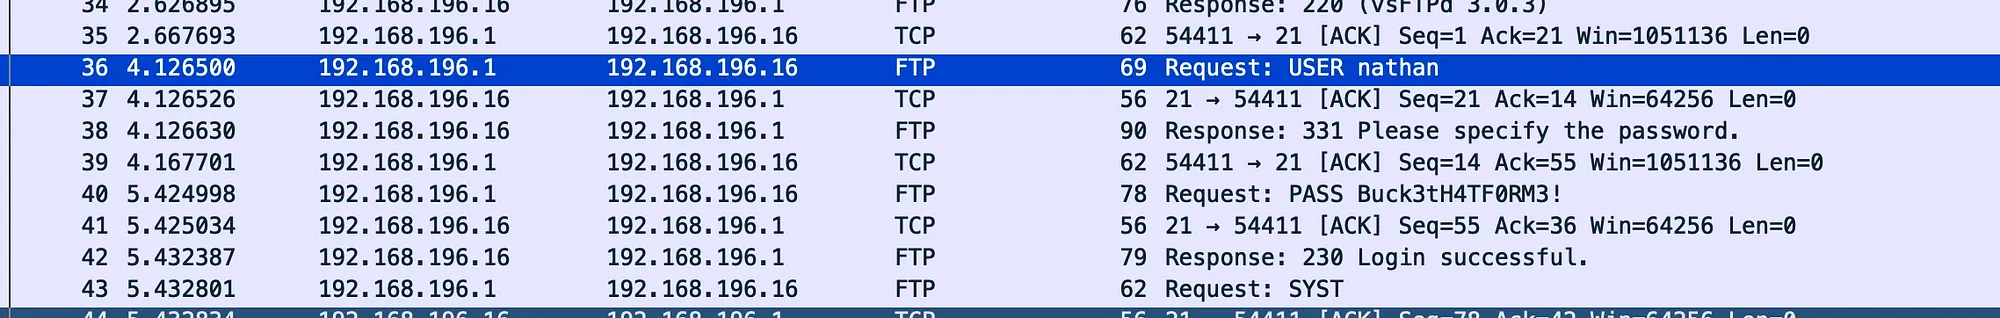 34 2.626895 192.168.196.16 192.168.196.1 FTP 76 Response: 220 (vsFTPd 3.0.3)
35 2.667693 192.168.196.1 192.168.196.16 TCP 62 54411 → 21 [ACK] Seq=1 Ack=21 Win=1051136 Len=0
36 4.126500 192.168.196.1 192.168.196.16 FTP 69 Request: USER nathan
37 4.126526 192.168.196.16 192.168.196.1 TCP 56 21 → 54411 [ACK] Seq=21 Ack=14 Win=64256 Len=0
38 4.126630 192.168.196.16 192.168.196.1 FTP 90 Response: 331 Please specify the password.
39 4.167701 192.168.196.1 192.168.196.16 TCP 62 54411 → 21 [ACK] Seq=14 Ack=55 Win=1051136 Len=0
40 5.424998 192.168.196.1 192.168.196.16 FTP 78 Request: PASS Buck3tH4TF0RM3!
41 5.425034 192.168.196.16 192.168.196.1 TCP 56 21 → 54411 [ACK] Seq=55 Ack=36 Win=64256 Len=0
42 5.432387 192.168.196.16 192.168.196.1 FTP 79 Response: 230 Login successful.
43 5.432801 192.168.196.1 192.168.196.16 FTP 62 Request: SYST
44 5.432834 192.168.196.16 192.168.196.1 TCP 56 21 → 54411 [ACK] Seq=78 Ack=42 Win=64256 Len=0